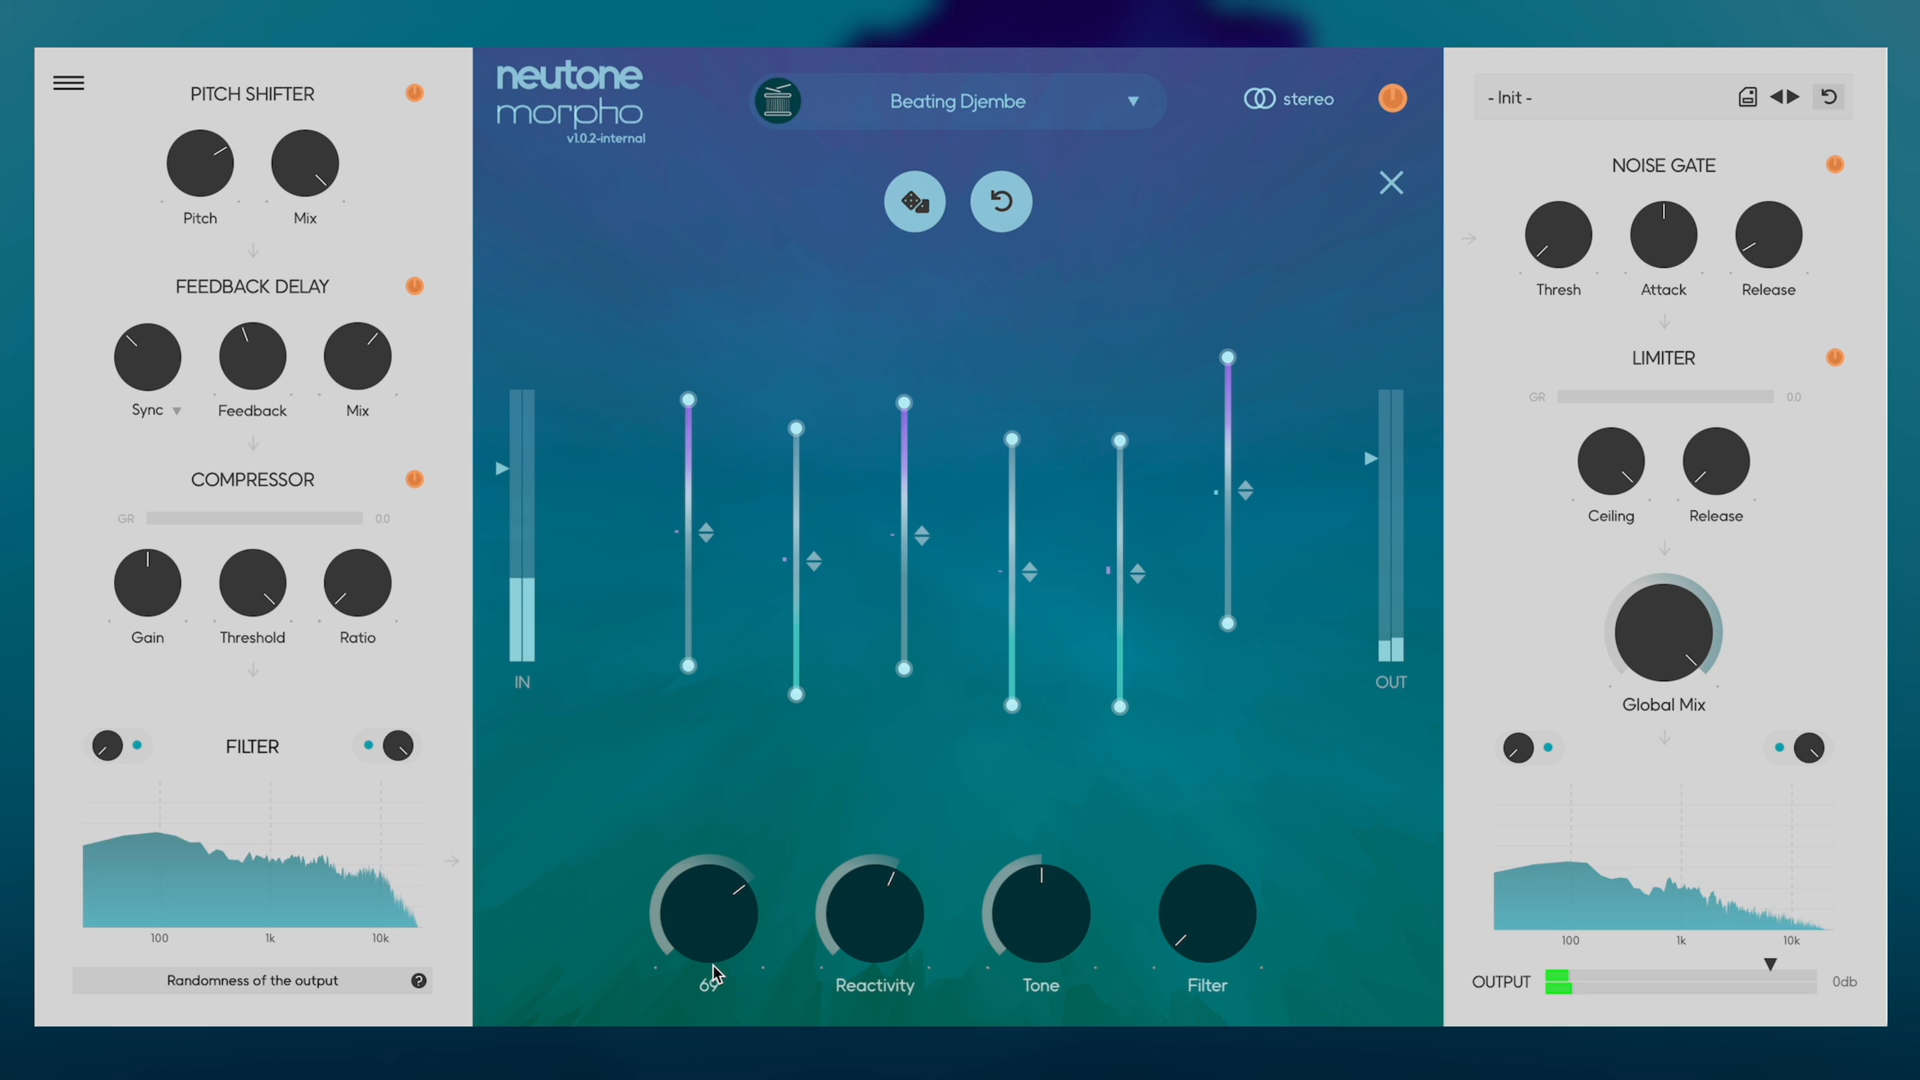 PITCH SHIFTER
Pitch
Mix
FEEDBACK DELAY
Sync
Feedback
Mix
COMPRESSOR
GR
0.0
Gain
Threshold
Ratio
FILTER
100
1k
10k
Randomness of the output
?
neutone
morpho
v1.0.2-internal
Beating Djembe
stereo
IN
OUT
69
Reactivity
Tone
Filter
- Init -
NOISE GATE
Thresh
Attack
Release
LIMITER
GR
0.0
Ceiling
Release
Global Mix
100
1k
10k
OUTPUT
0db